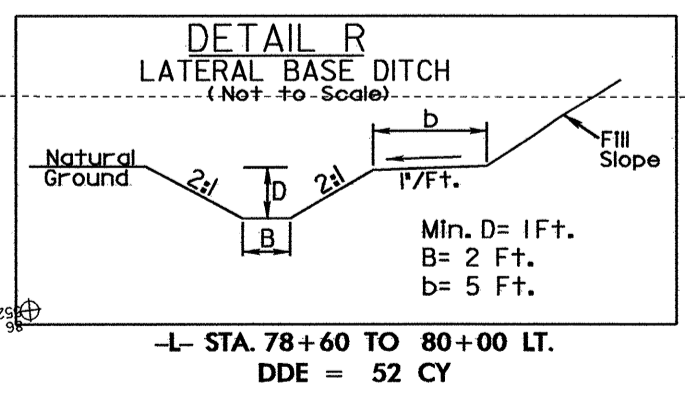 DETAIL R
LATERAL BASE DITCH
(Not to Scale)
b
Natural
Ground
2:1
D
2:1
1"/Ft.
Fill
Slope
B
Min. D= 1Ft.
B= 2 Ft.
b= 5 Ft.
-L- STA. 78+60 TO 80+00 LT.
DDE = 52 CY